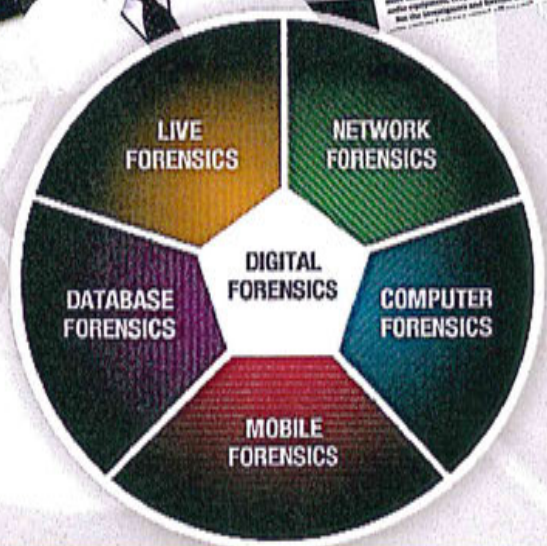 LIVE
FORENSICS
NETWORK
FORENSICS
DIGITAL
FORENSICS
DATABASE
FORENSICS
COMPUTER
FORENSICS
MOBILE
FORENSICS